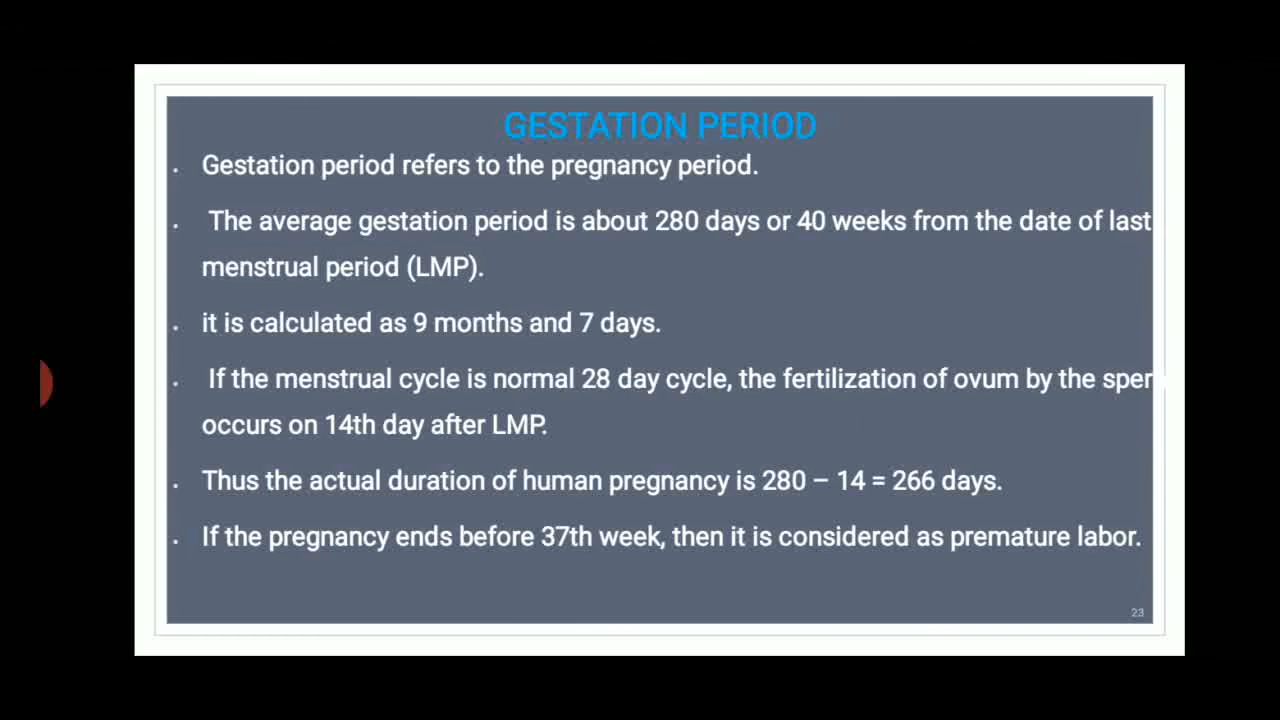 GESTATION PERIOD
. Gestation period refers to the pregnancy period.
. The average gestation period is about 280 days or 40 weeks from the date of last
menstrual period (LMP).
. it is calculated as 9 months and 7 days.
. If the menstrual cycle is normal 28 day cycle, the fertilization of ovum by the sper
occurs on 14th day after LMP.
. Thus the actual duration of human pregnancy is 280 – 14 = 266 days.
. If the pregnancy ends before 37th week, then it is considered as premature labor.
23